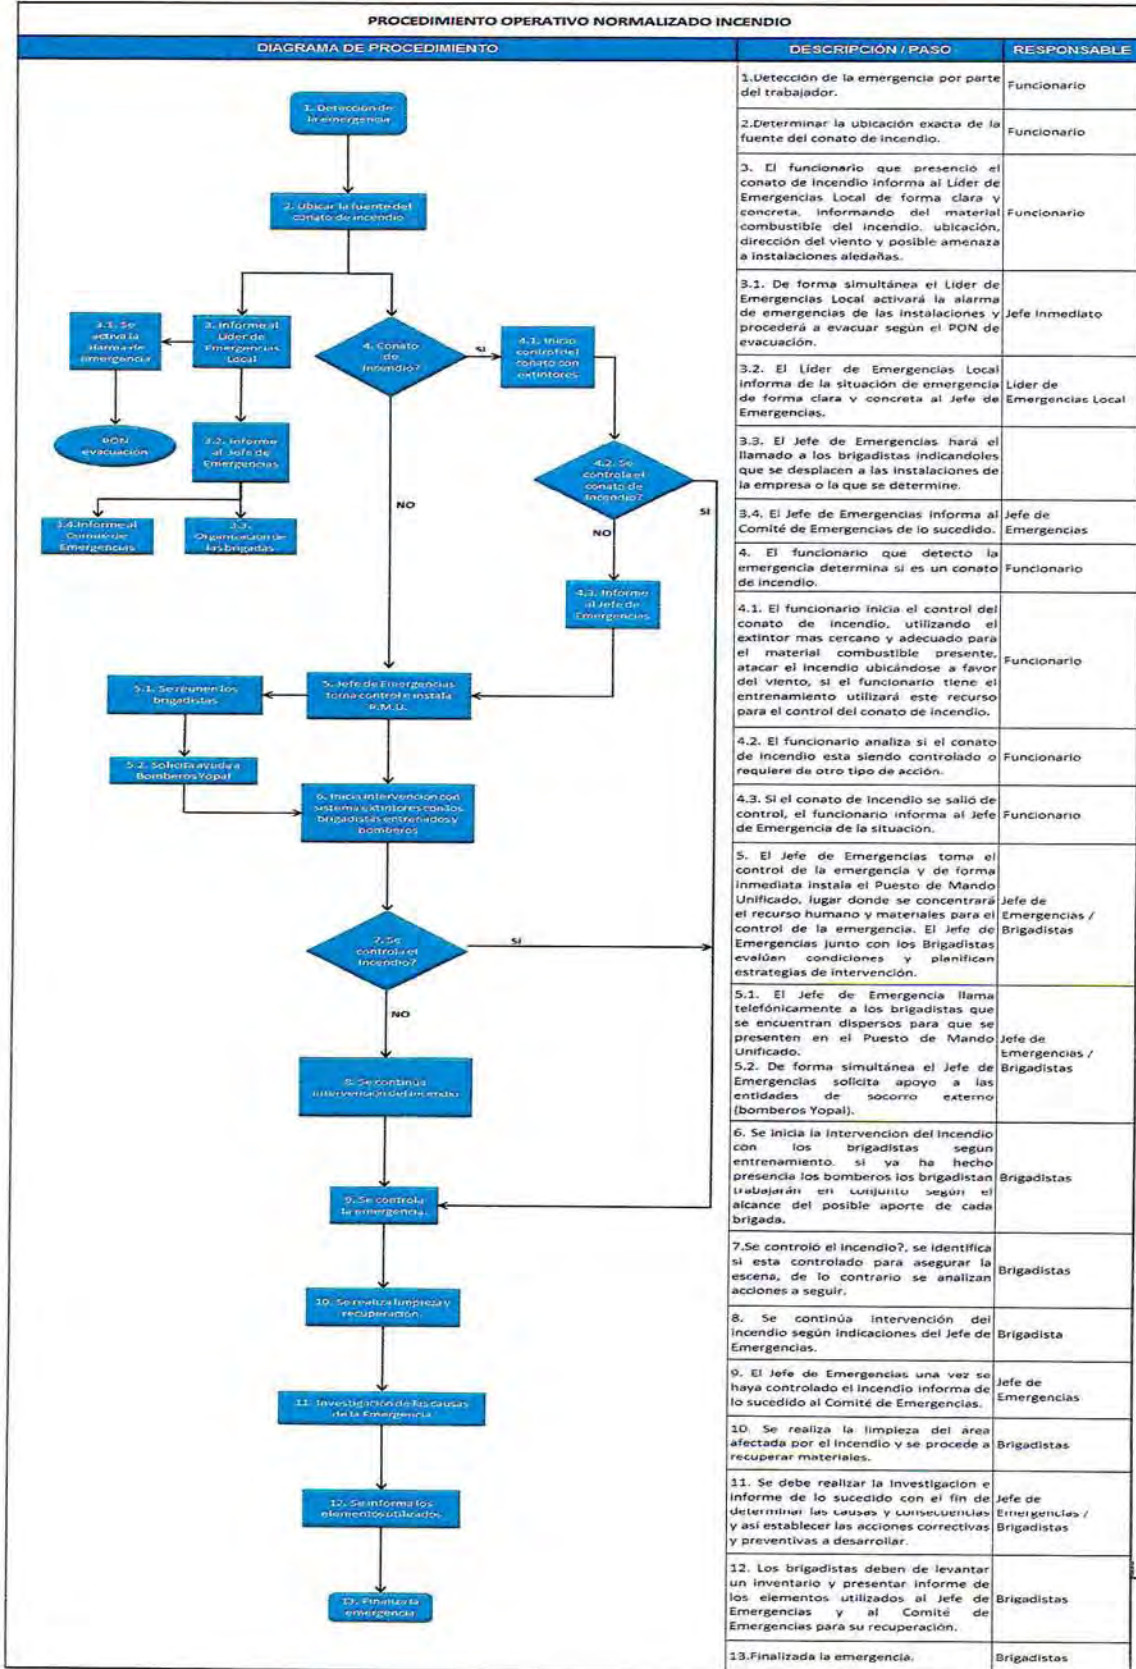 PROCEDIMIENTO OPERATIVO NORMALIZADO INCENDIO
DIAGRAMA DE PROCEDIMIENTO
DESCRIPCIÓN / PASO
RESPONSABLE
1. Detección de
la emergencia
2. Ubicar la fuente del
conato de incendio
3.1. Se
activa la
alarma de
emergencia
3. Informe al
Líder de
Emergencias
Local
4. Conato
de
Incendio?
SI
4.1. Inicio
control del
conato con
extintores
PON
evacuación
3.2. Informe
al Jefe de
Emergencias
4.2. Se
controla el
conato de
Incendio?
NO
SI
NO
3.4.Informe al
Comité de
Emergencias
3.3.
Organización de
las brigadas
4.3. Informe
al Jefe de
Emergencias
5.1. Se reunen los
brigadistas
5. Jefe de Emergencias
toma control e instala
P.M.U.
5.2. Solicita ayuda a
Bomberos Yopal
6. Inicia intervención con
sistema extintores con los
brigadistas entrenados y
bomberos
7. Se
controla el
Incendio?
SI
NO
8. Se continúa
intervención del incendio
9. Se controla
la emergencia.
10. Se realiza limpieza y
recuperación.
11. Investigación de las causas
de la Emergencia
12. Se informa los
elementos utilizados
13. Finaliza la
emergencia
1.Detección de la emergencia por parte
del trabajador.
Funcionario
2.Determinar la ubicación exacta de la
fuente del conato de incendio.
Funcionario
3. El funcionario que presenció el
conato de incendio informa al Líder de
Emergencias Local de forma clara y
concreta, informando del material
combustible del incendio, ubicación,
dirección del viento y posible amenaza
a instalaciones aledañas.
Funcionario
3.1. De forma simultánea el Líder de
Emergencias Local activará la alarma
de emergencias de las instalaciones y
procederá a evacuar según el PON de
evacuación.
Jefe Inmediato
3.2. El Líder de Emergencias Local
informa de la situación de emergencia
de forma clara y concreta al Jefe de
Emergencias.
Líder de
Emergencias Local
3.3. El Jefe de Emergencias hará el
llamado a los brigadistas indicandoles
que se desplacen a las instalaciones de
la empresa o la que se determine.
3.4. El Jefe de Emergencias informa al
Comité de Emergencias de lo sucedido.
Jefe de
Emergencias
4. El funcionario que detecto la
emergencia determina si es un conato
de incendio.
Funcionario
4.1. El funcionario inicia el control del
conato de incendio, utilizando el
extintor mas cercano y adecuado para
el material combustible presente,
atacar el incendio ubicándose a favor
del viento, si el funcionario tiene el
entrenamiento utilizará este recurso
para el control del conato de incendio.
Funcionario
4.2. El funcionario analiza si el conato
de incendio esta siendo controlado o
requiere de otro tipo de acción.
Funcionario
4.3. Si el conato de Incendio se salió de
control, el funcionario informa al Jefe
de Emergencia de la situación.
Funcionario
5. El Jefe de Emergencias toma el
control de la emergencia y de forma
inmediata instala el Puesto de Mando
Unificado, lugar donde se concentrará
el recurso humano y materiales para el
control de la emergencia. El Jefe de
Emergencias junto con los Brigadistas
evalúan condiciones y planifican
estrategias de intervención.
Jefe de
Emergencias /
Brigadistas
5.1. El Jefe de Emergencia llama
telefónicamente a los brigadistas que
se encuentran dispersos para que se
presenten en el Puesto de Mando
Unificado.
5.2. De forma simultánea el Jefe de
Emergencias solicita apoyo a las
entidades de socorro externo
(bomberos Yopal).
Jefe de
Emergencias /
Brigadistas
6. Se inicia la intervención del incendio
con los brigadistas según
entrenamiento, si ya ha hecho
presencia los bomberos los brigadistan
trabajarán en conjunto según el
alcance del posible aporte de cada
brigada.
Brigadistas
7.Se controló el incendio?, se identifica
si esta controlado para asegurar la
escena, de lo contrario se analizan
acciones a seguir.
Brigadistas
8. Se continúa intervención del
incendio según indicaciones del Jefe de
Emergencias.
Brigadista
9. El Jefe de Emergencias una vez se
haya controlado el incendio informa de
lo sucedido al Comité de Emergencias.
Jefe de
Emergencias
10. Se realiza la limpieza del área
afectada por el incendio y se procede a
recuperar materiales.
Brigadistas
11. Se debe realizar la Investigación e
informe de lo sucedido con el fin de
determinar las causas y consecuencias
y así establecer las acciones correctivas
y preventivas a desarrollar.
Jefe de
Emergencias /
Brigadistas
12. Los brigadistas deben de levantar
un inventario y presentar informe de
los elementos utilizados al Jefe de
Emergencias y al Comité de
Emergencias para su recuperación.
Brigadistas
13.Finalizada la emergencia.
Brigadistas